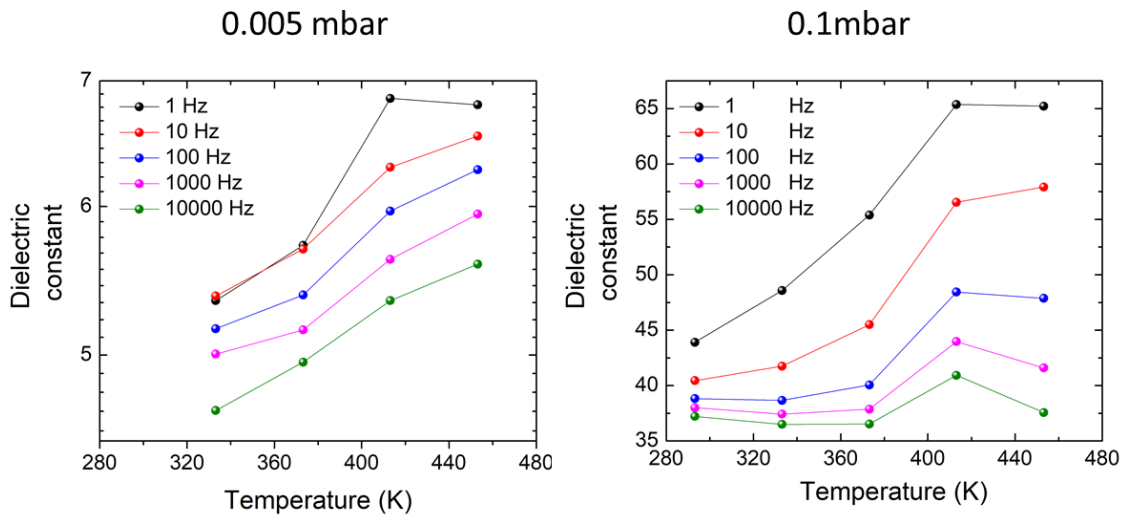 0.005 mbar
7
6
5
280 320 360 400 440 480
1 Hz
10 Hz
100 Hz
1000 Hz
10000 Hz
Dielectric
constant
Temperature (K)
0.1mbar
65
60
55
50
45
40
35
280 320 360 400 440 480
1 Hz
10 Hz
100 Hz
1000 Hz
10000 Hz
Dielectric
constant
Temperature (K)